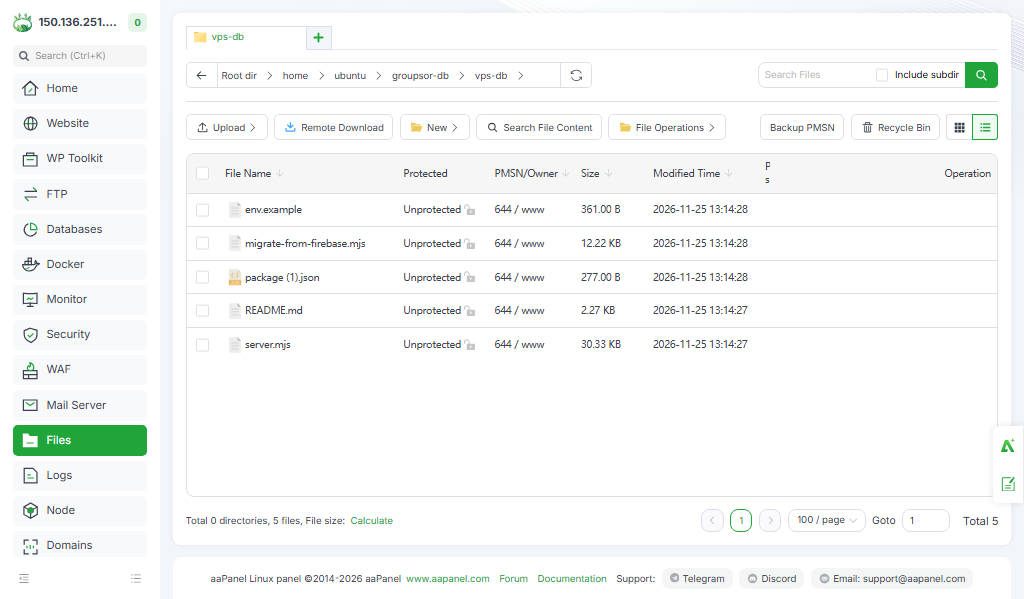 150.136.251.... 0
Search (Ctrl+K)
Home
Website
WP Toolkit
FTP
Databases
Docker
Monitor
Security
WAF
Mail Server
Files
Logs
Node
Domains
vps-db
Root dir > home > ubuntu > groupsor-db > vps-db >
Search Files Include subdir
Upload > Remote Download New > Search File Content File Operations > Backup PMSN Recycle Bin
File Name Protected PMSN/Owner Size Modified Time P Operation
s
env.example Unprotected 644 / www 361.00 B 2026-11-25 13:14:28
migrate-from-firebase.mjs Unprotected 644 / www 12.22 KB 2026-11-25 13:14:28
package (1).json Unprotected 644 / www 277.00 B 2026-11-25 13:14:28
README.md Unprotected 644 / www 2.27 KB 2026-11-25 13:14:27
server.mjs Unprotected 644 / www 30.33 KB 2026-11-25 13:14:27
Total 0 directories, 5 files, File size: Calculate < 1 > 100 / page Goto 1 Total 5
aaPanel Linux panel ©2014-2026 aaPanel www.aapanel.com Forum Documentation Support: Telegram Discord Email: support@aapanel.com